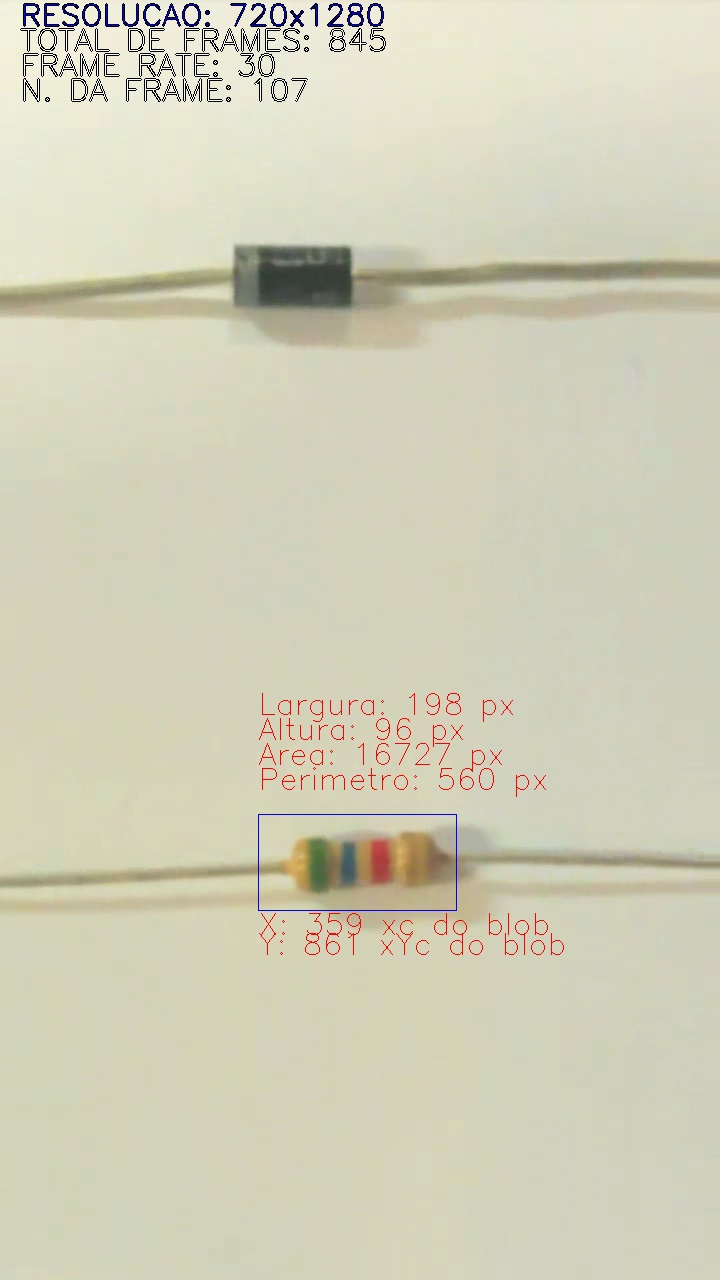 RESOLUCAO: 720x1280
TOTAL DE FRAMES: 845
FRAME RATE: 30
N. DA FRAME: 107
Largura: 198 px
Altura: 96 px
Area: 16727 px
Perimetro: 560 px
X: 359 xc do blob
Y: 861 xYc do blob